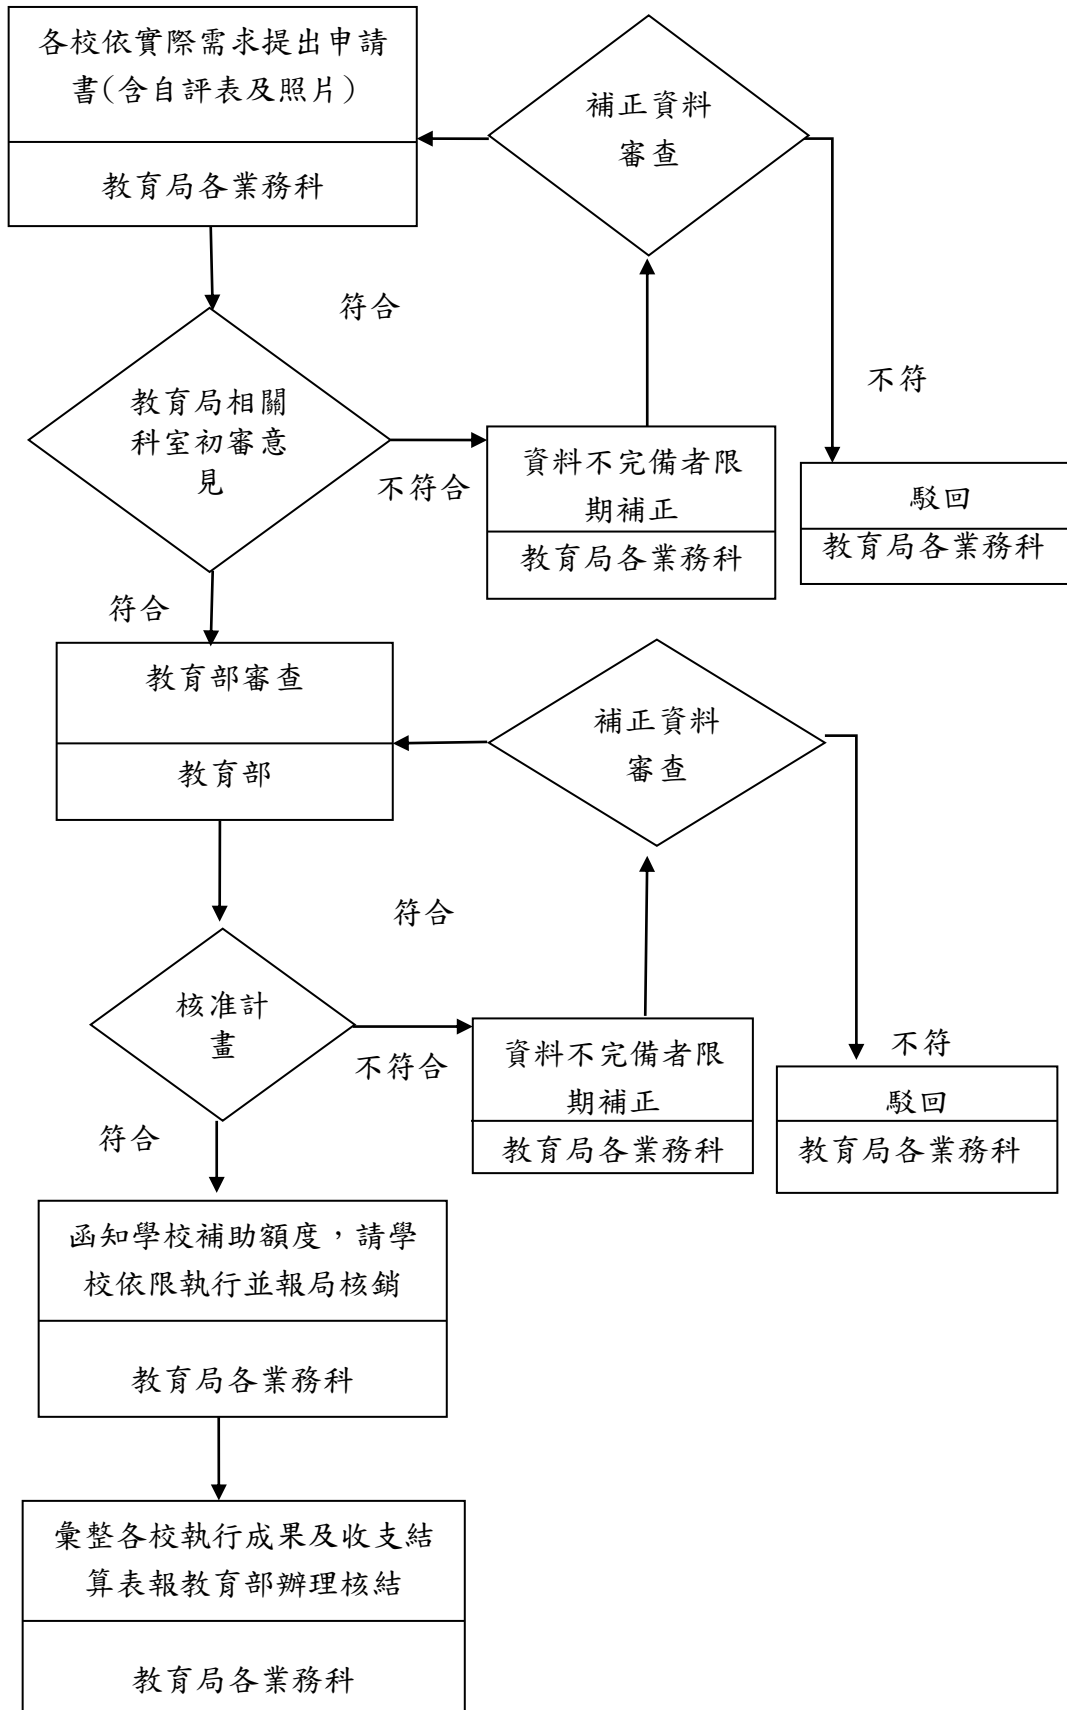 各校依實際需求提出申請
書(含自評表及照片)
教育局各業務科
補正資料
審查
符合
不符
教育局相關
科室初審意
見
不符合
資料不完備者限
期補正
教育局各業務科
駁回
教育局各業務科
符合
教育部審查
教育部
補正資料
審查
符合
核准計
畫
不符合
資料不完備者限
期補正
教育局各業務科
不符
駁回
教育局各業務科
符合
函知學校補助額度，請學
校依限執行並報局核銷
教育局各業務科
彙整各校執行成果及收支結
算表報教育部辦理核結
教育局各業務科